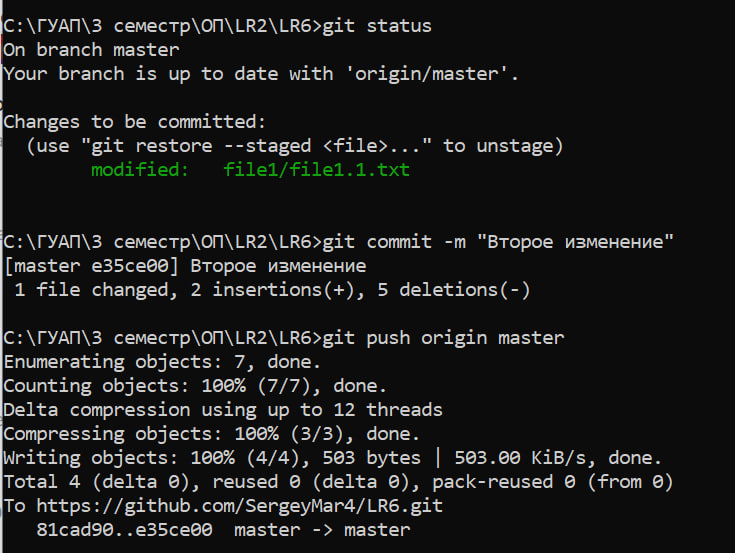 C:\ГУАП\3 семестр\ОП\LR2\LR6>git status
On branch master
Your branch is up to date with 'origin/master'.
Changes to be committed:
  (use "git restore --staged <file>..." to unstage)
        modified:   file1/file1.1.txt
C:\ГУАП\3 семестр\ОП\LR2\LR6>git commit -m "Второе изменение"
[master e35ce00] Второе изменение
 1 file changed, 2 insertions(+), 5 deletions(-)
C:\ГУАП\3 семестр\ОП\LR2\LR6>git push origin master
Enumerating objects: 7, done.
Counting objects: 100% (7/7), done.
Delta compression using up to 12 threads
Compressing objects: 100% (3/3), done.
Writing objects: 100% (4/4), 503 bytes | 503.00 KiB/s, done.
Total 4 (delta 0), reused 0 (delta 0), pack-reused 0 (from 0)
To https://github.com/SergeyMar4/LR6.git
   81cad90..e35ce00  master -> master